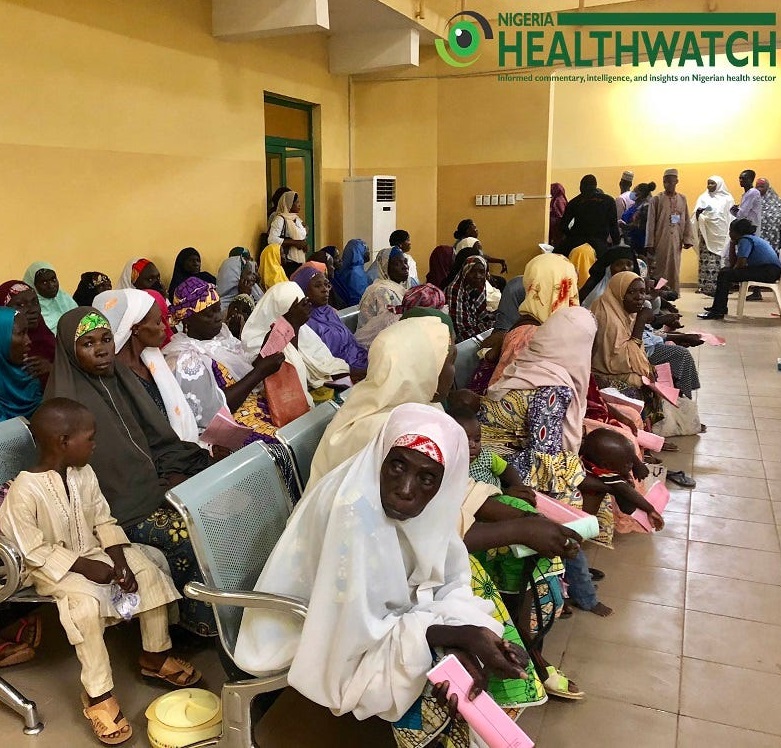 NIGERIA
HEALTHWATCH
Informed commentary, intelligence, and insights on Nigerian health sector